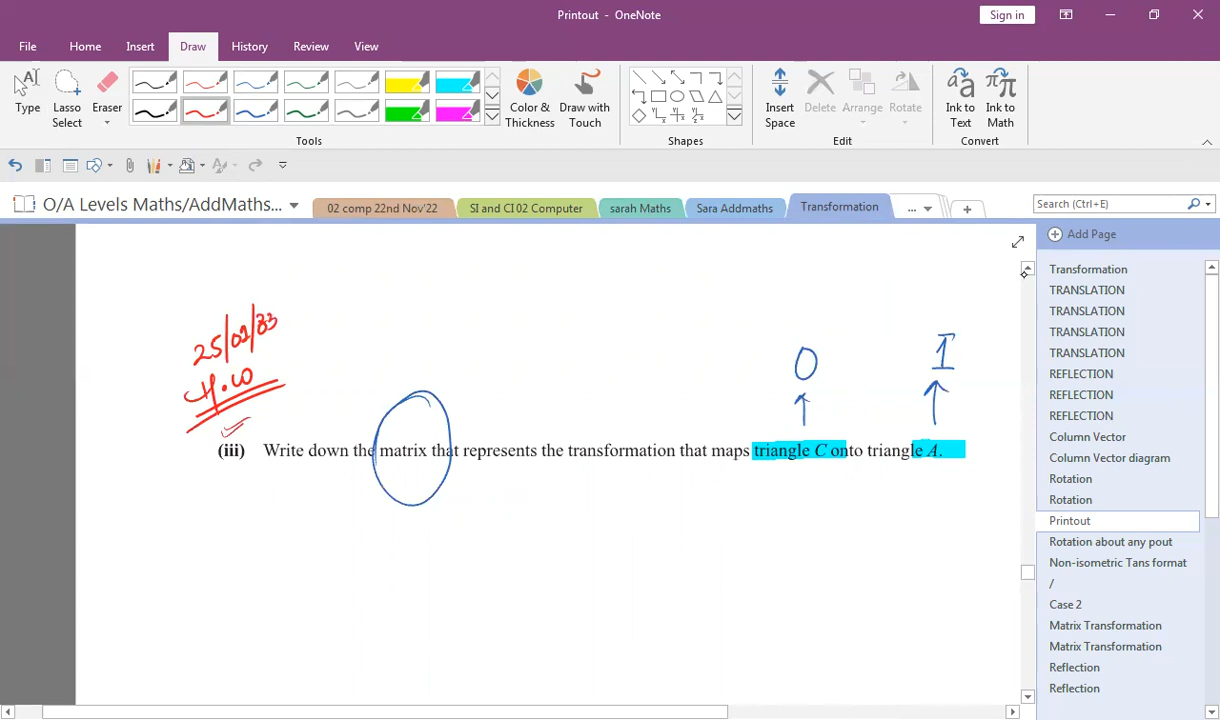 Printout - OneNote
Sign in
File Home Insert Draw History Review View
Type
Lasso Select
Eraser
Color & Thickness
Draw with Touch
Insert Space
Delete
Arrange
Rotate
Ink to Text
Ink to Math
Tools
Shapes
Edit
Convert
O/A Levels Maths/AddMaths...
02 comp 22nd Nov'22
SI and CI 02 Computer
sarah Maths
Sara Addmaths
Transformation
...
Search (Ctrl+E)
Add Page
25/02/23
H.W
O
I
(iii) Write down the matrix that represents the transformation that maps triangle C onto triangle A.
Transformation
TRANSLATION
TRANSLATION
TRANSLATION
TRANSLATION
REFLECTION
REFLECTION
REFLECTION
Column Vector
Column Vector diagram
Rotation
Rotation
Printout
Rotation about any pout
Non-isometric Tans format
/
Case 2
Matrix Transformation
Matrix Transformation
Reflection
Reflection